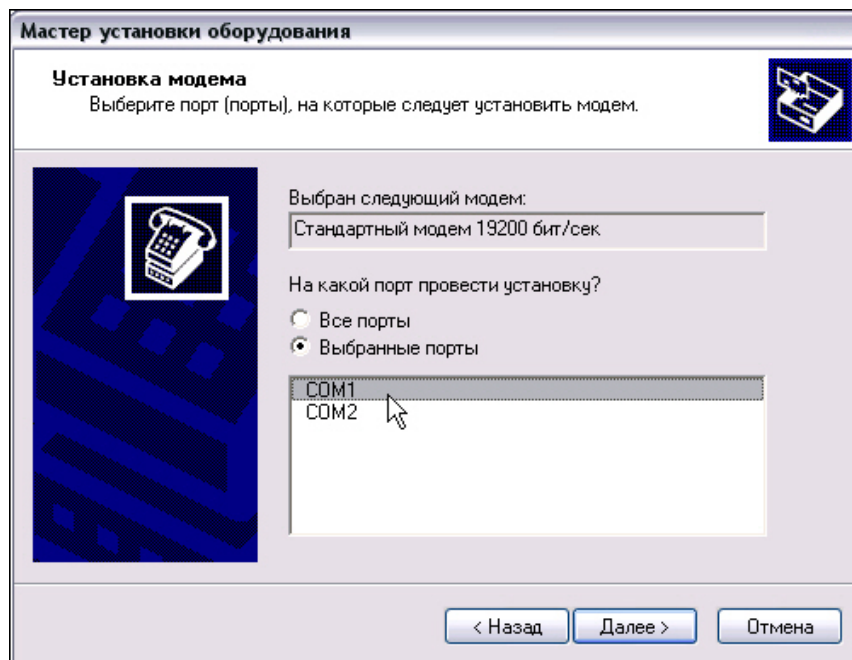 Мастер установки оборудования
Установка модема
Выберите порт (порты), на которые следует установить модем.
Выбран следующий модем:
Стандартный модем 19200 бит/сек
На какой порт провести установку?
Все порты
Выбранные порты
COM1
COM2
< Назад
Далее >
Отмена